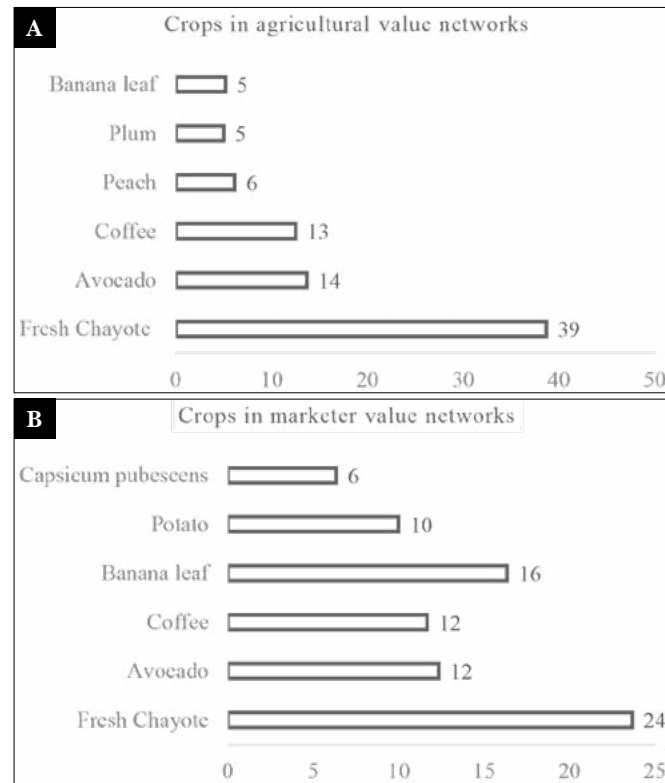 A
Crops in agricultural value networks
Banana leaf 5
Plum 5
Peach 6
Coffee 13
Avocado 14
Fresh Chayote 39
0 10 20 30 40 50
B
Crops in marketer value networks
Capsicum pubescens 6
Potato 10
Banana leaf 16
Coffee 12
Avocado 12
Fresh Chayote 24
0 5 10 15 20 25